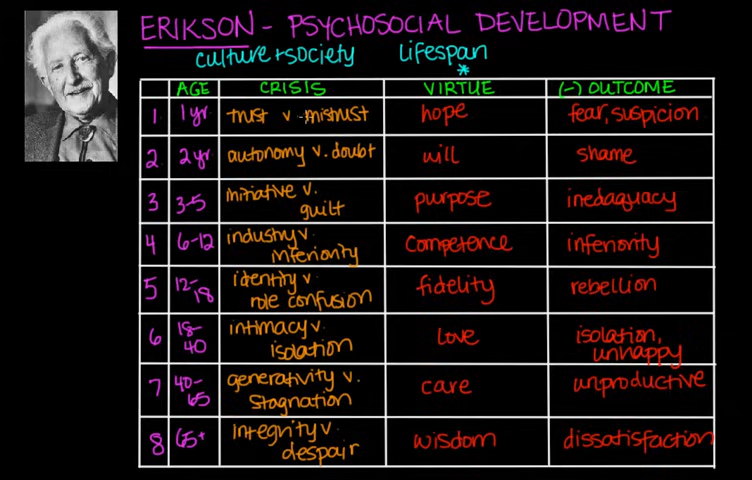 ERIKSON - PSYCHOSOCIAL DEVELOPMENT
culture + society lifespan
*
AGE CRISIS VIRTUE (-) OUTCOME
1 1yr trust v mistrust hope fear, suspicion
2 2yr autonomy v. doubt will shame
3 3-5 initiative v. purpose inedaquacy
guilt
4 6-12 industry v. competence inferiority
inferiority
5 12- identity v. fidelity rebellion
18 role confusion
6 18- intimacy v. love isolation,
40 isolation unhappy
7 40- generativity v. care unproductive
65 stagnation
8 65+ integrity v. wisdom dissatisfaction
despair